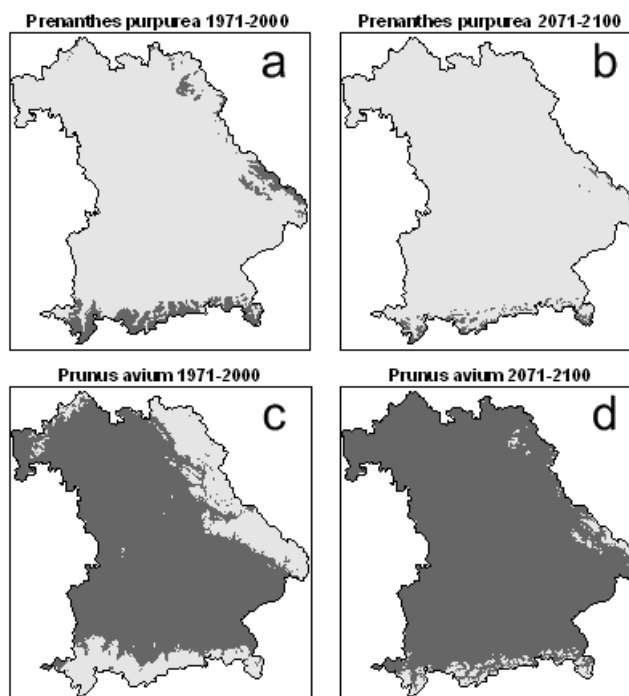 Prenanthes purpurea 1971-2000
a
Prenanthes purpurea 2071-2100
b
Prunus avium 1971-2000
c
Prunus avium 2071-2100
d